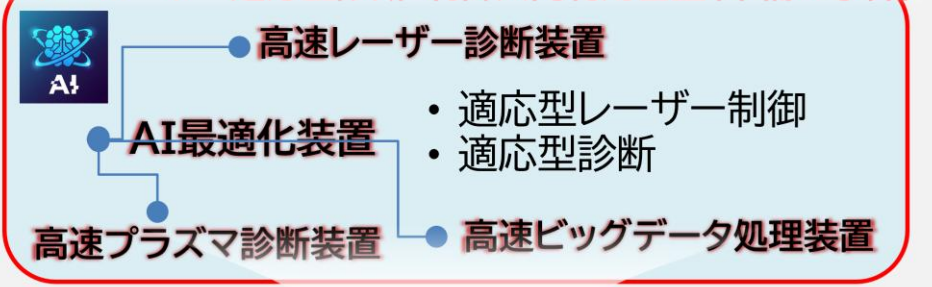 高速レーザー診断装置
AI
AI最適化装置
• 適応型レーザー制御
• 適応型診断
高速プラズマ診断装置
高速ビッグデータ処理装置